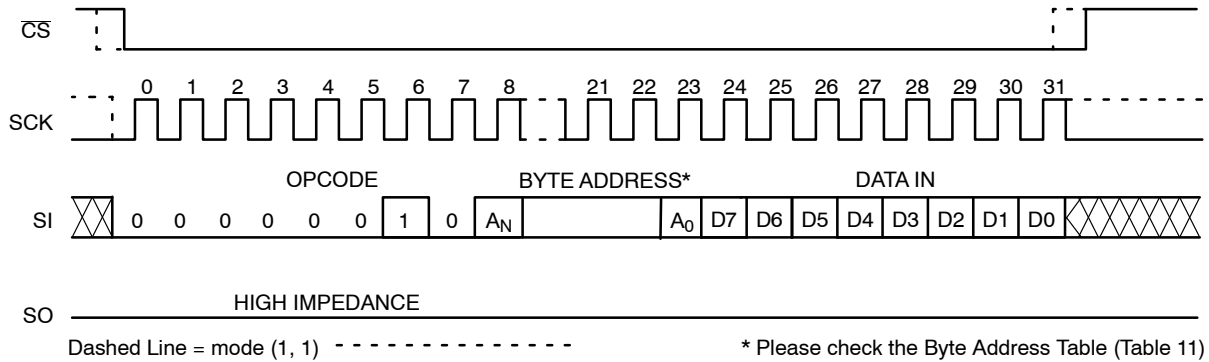 CS
0 1 2 3 4 5 6 7 8 21 22 23 24 25 26 27 28 29 30 31
SCK
OPCODE BYTE ADDRESS* DATA IN
SI 0 0 0 0 0 0 1 0 AN A0 D7 D6 D5 D4 D3 D2 D1 D0
HIGH IMPEDANCE
SO
Dashed Line = mode (1, 1) * Please check the Byte Address Table (Table 11)